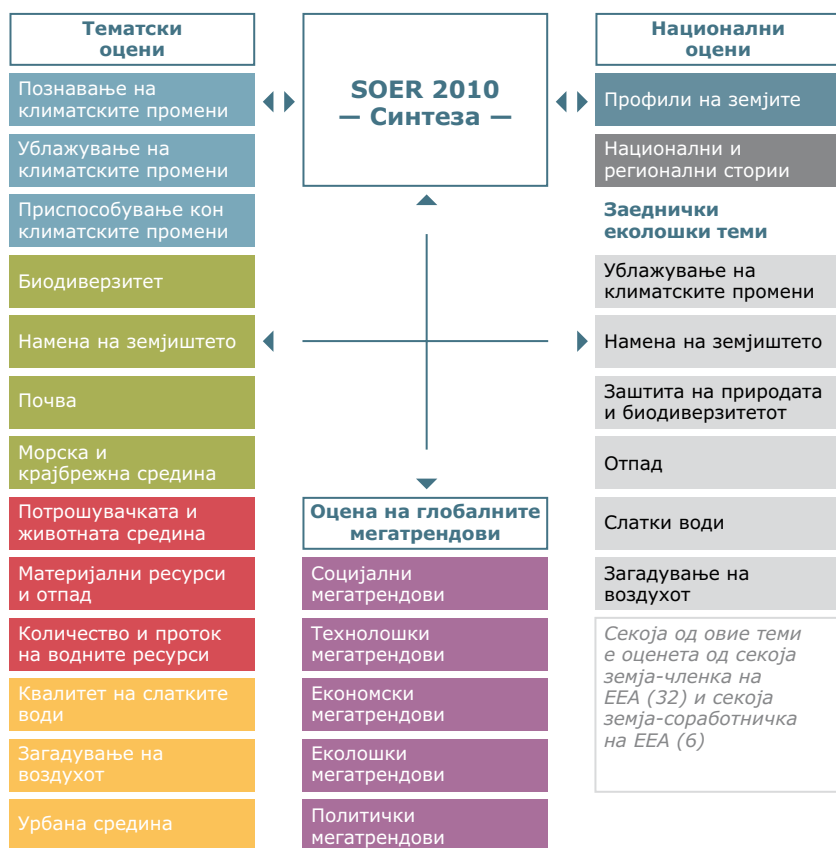 Тематски
оцени
Познавање на
климатските промени
Ублажување на
климатските промени
Приспособување кон
климатските промени
Биодиверзитет
Намена на земјиштето
Почва
Морска и
крајбрежна средина
Потрошувачката и
животната средина
Материјални ресурси
и отпад
Количество и проток
на водните ресурси
Квалитет на слатките
води
Загадување на
воздухот
Урбана средина
SOER 2010
— Синтеза —
Оцена на глобалните
мегатрендови
Социјални
мегатрендови
Технолошки
мегатрендови
Економски
мегатрендови
Еколошки
мегатрендови
Политички
мегатрендови
Национални
оцени
Профили на земјите
Национални и
регионални стории
Заеднички
еколошки теми
Ублажување на
климатските промени
Намена на земјиштето
Заштита на природата
и биодиверзитетот
Отпад
Слатки води
Загадување на
воздухот
Секоја од овие теми
е оценета од секоја
земја-членка на
ЕЕА (32) и секоја
земја-соработничка
на ЕЕА (6)